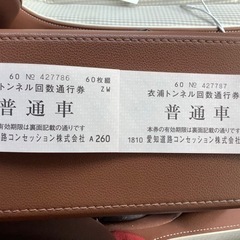 60 № 427786 60枚綴
トンネル回数通行券 ZW
普通車
有効期限は裏面記載の通りです
路コンセッション株式会社 A260
60 № 427787
衣浦トンネル回数通行券
普通車
本券の有効期限は裏面記載の通りです
1810 愛知道路コンセッション株式会